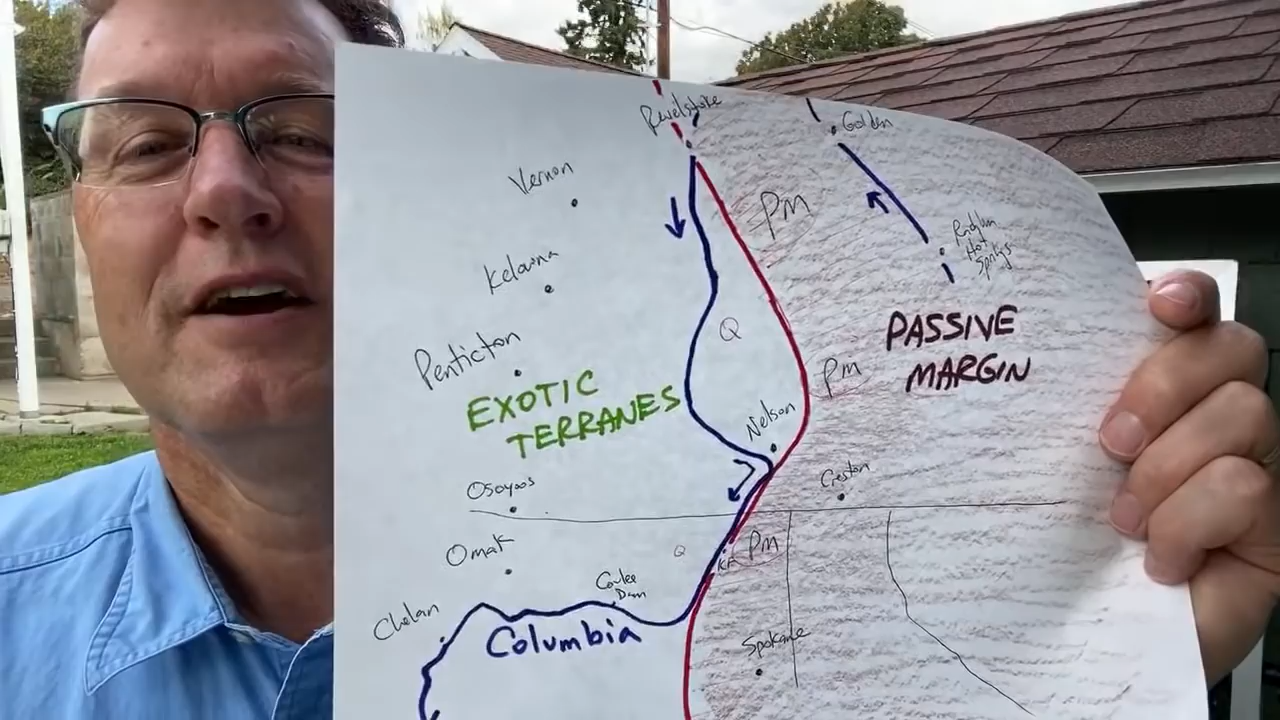 Revelstoke
Golden
Vernon
PM
Radium
Hot
Springs
Kelowna
Q
PASSIVE
MARGIN
Penticton
PM
EXOTIC
TERRANES
Nelson
Creston
Osoyoos
Omak
Q
PM
KF
Coulee
Dam
Chelan
Columbia
Spokane